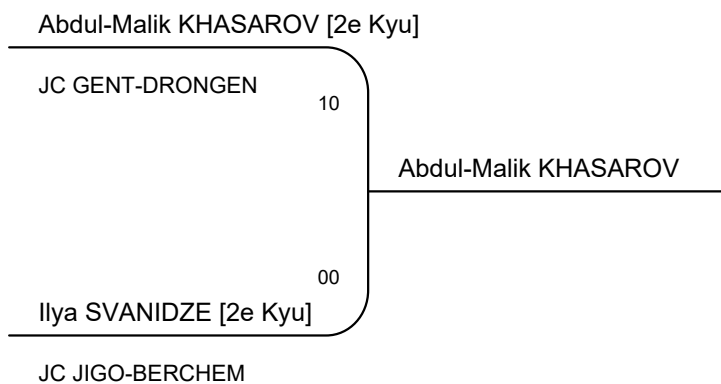 Abdul-Malik KHASAROV [2e Kyu]
JC GENT-DRONGEN
10
Abdul-Malik KHASAROV
00
Ilya SVANIDZE [2e Kyu]
JC JIGO-BERCHEM